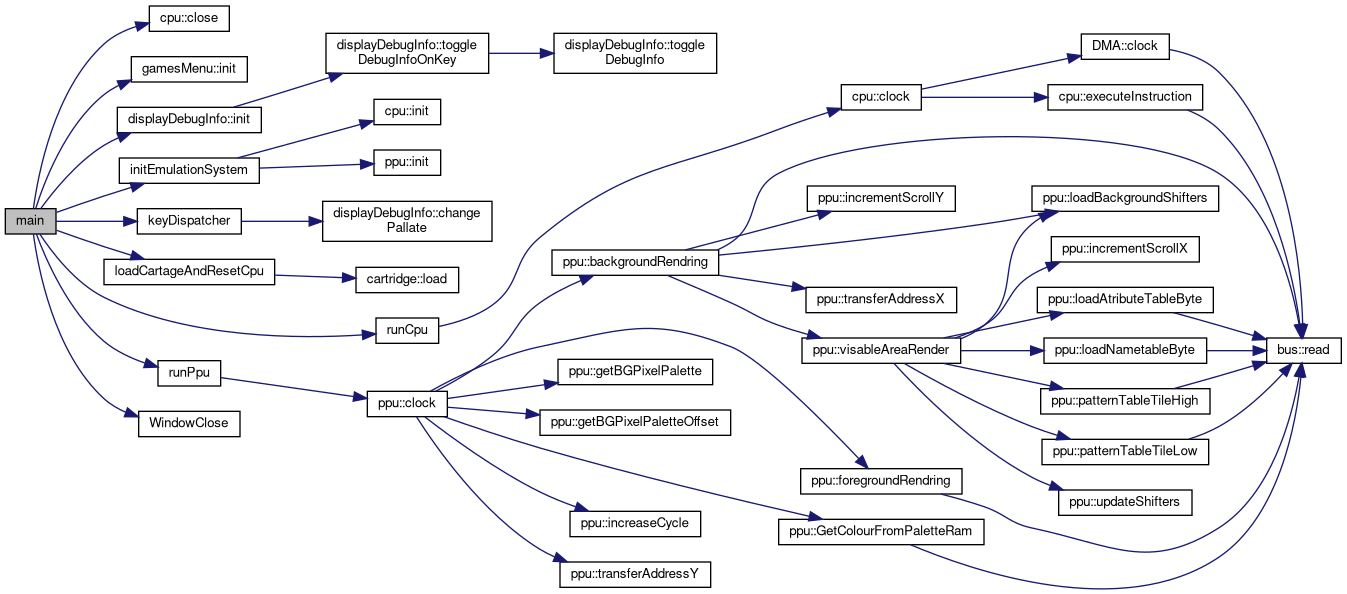 main
cpu::close
gamesMenu::init
displayDebugInfo::init
initEmulationSystem
keyDispatcher
loadCartageAndResetCpu
runCpu
runPpu
WindowClose
displayDebugInfo::toggle
DebugInfoOnKey
displayDebugInfo::toggle
DebugInfo
cpu::init
ppu::init
displayDebugInfo::change
Pallate
cartridge::load
cpu::clock
DMA::clock
cpu::executeInstruction
ppu::clock
ppu::backgroundRendring
ppu::getBGPixelPalette
ppu::getBGPixelPaletteOffset
ppu::increaseCycle
ppu::transferAddressY
ppu::incrementScrollY
ppu::transferAddressX
ppu::visableAreaRender
ppu::foregroundRendring
ppu::GetColourFromPaletteRam
ppu::loadBackgroundShifters
ppu::incrementScrollX
ppu::loadAtributeTableByte
ppu::loadNametableByte
ppu::patternTableTileHigh
ppu::patternTableTileLow
ppu::updateShifters
bus::read